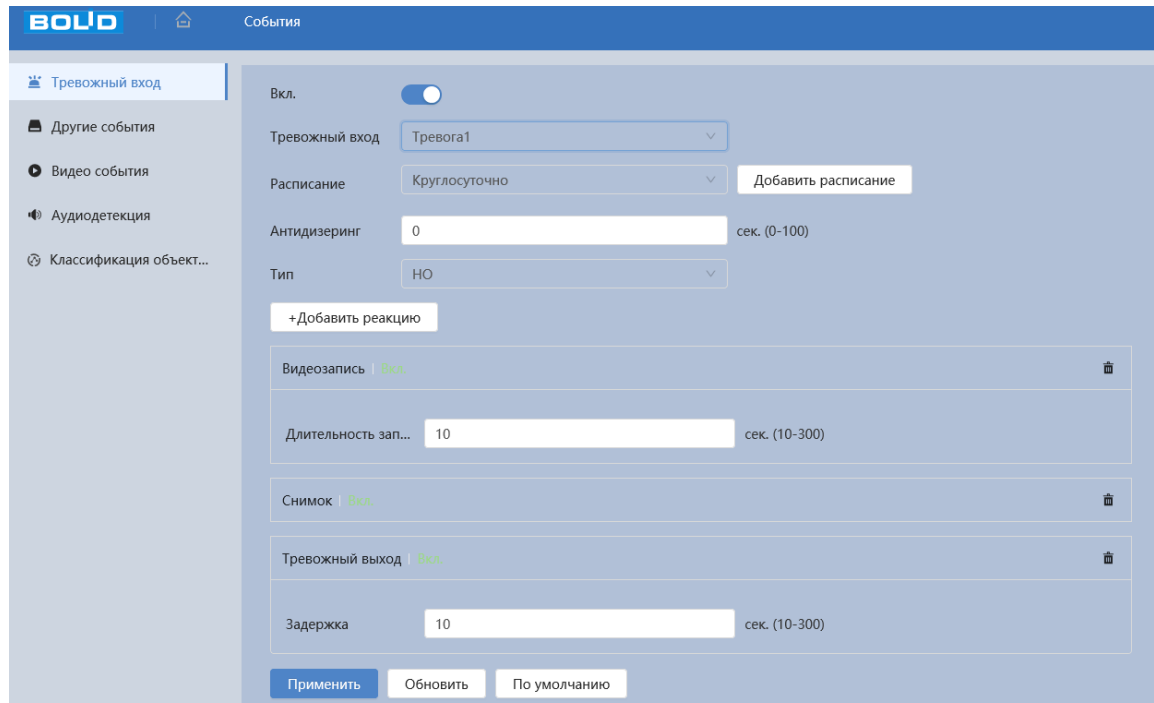 BOLID
События
Тревожный вход
Другие события
Видео события
Аудиодетекция
Классификация объект...
Вкл.
Тревожный вход Тревога1
Расписание Круглосуточно Добавить расписание
Антидизеринг 0 сек. (0-100)
Тип НО
+Добавить реакцию
Видеозапись |
Длительность зап... 10 сек. (10-300)
Снимок |
Тревожный выход |
Задержка 10 сек. (10-300)
Применить Обновить По умолчанию